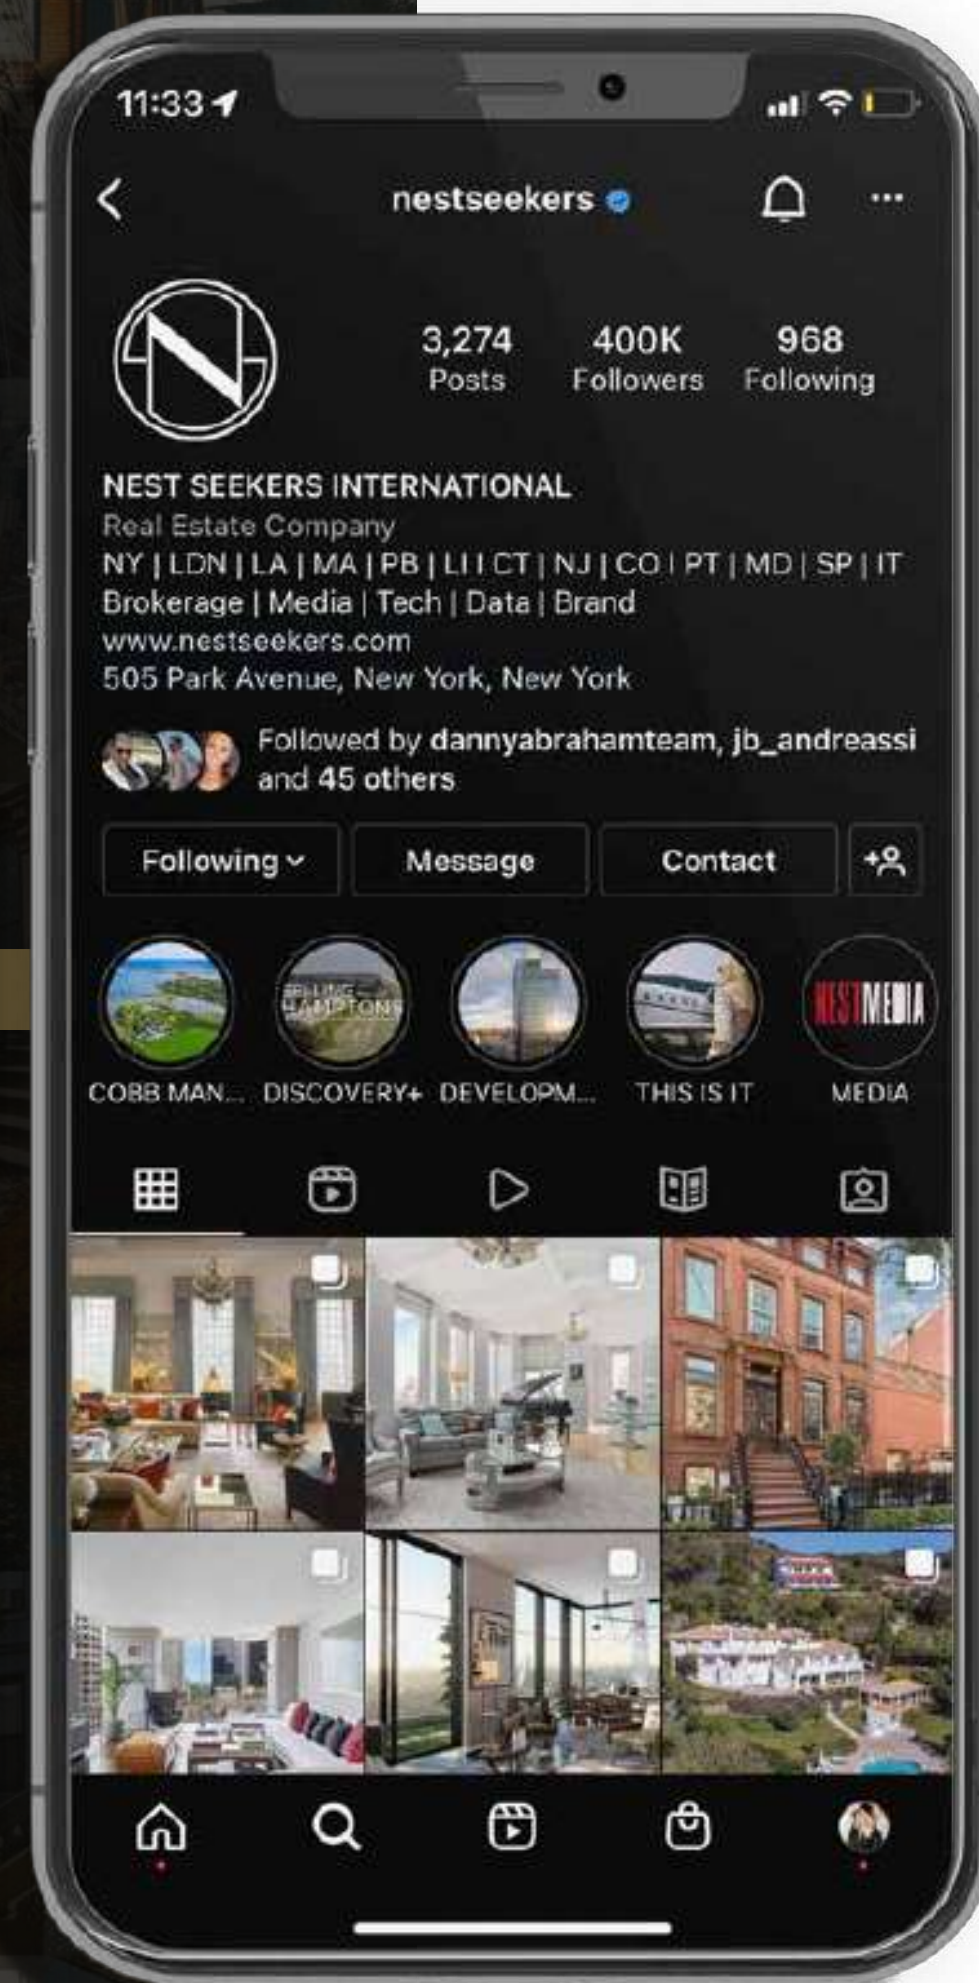 11:33
nestseekers
3,274 400K 968
Posts Followers Following
NEST SEEKERS INTERNATIONAL
Real Estate Company
NY | LDN | LA | MA | PB | LI | CT | NJ | CO | PT | MD | SP | IT
Brokerage | Media | Tech | Data | Brand
www.nestseekers.com
505 Park Avenue, New York, New York
Followed by dannyabrahamteam, jb_andreassi
and 45 others
Following Message Contact
SELLING
HAMPTONS
NESTMEDIA
COBB MAN... DISCOVERY+ DEVELOPM... THIS IS IT MEDIA